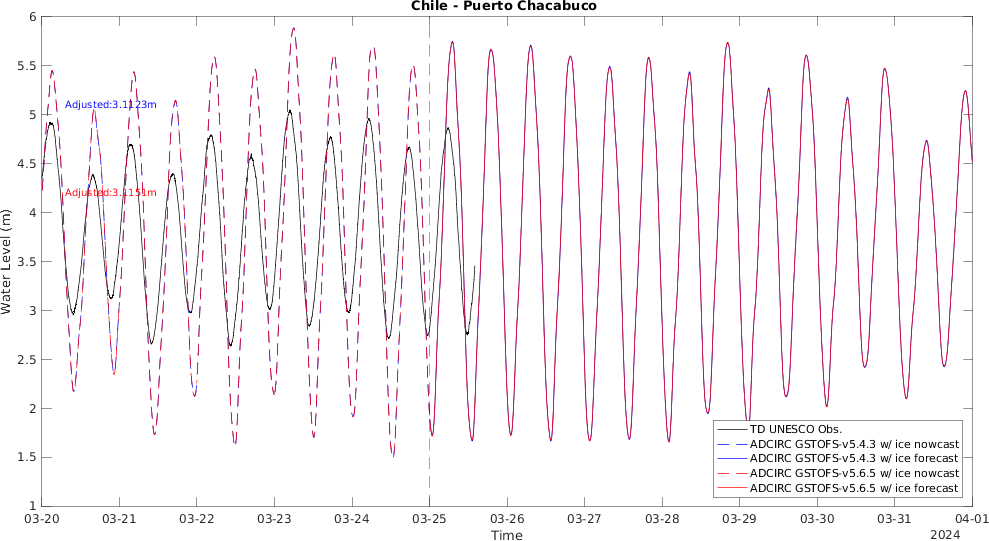 Chile - Puerto Chacabuco
6
5.5
5
4.5
4
3.5
3
2.5
2
1.5
1
Water Level (m)
Adjusted:3.1123m
Adjusted:3.1151m
TD UNESCO Obs.
ADCIRC GSTOFS-v5.4.3 w/ ice nowcast
ADCIRC GSTOFS-v5.4.3 w/ ice forecast
ADCIRC GSTOFS-v5.6.5 w/ ice nowcast
ADCIRC GSTOFS-v5.6.5 w/ ice forecast
03-20 03-21 03-22 03-23 03-24 03-25 03-26 03-27 03-28 03-29 03-30 03-31 04-01
Time
2024